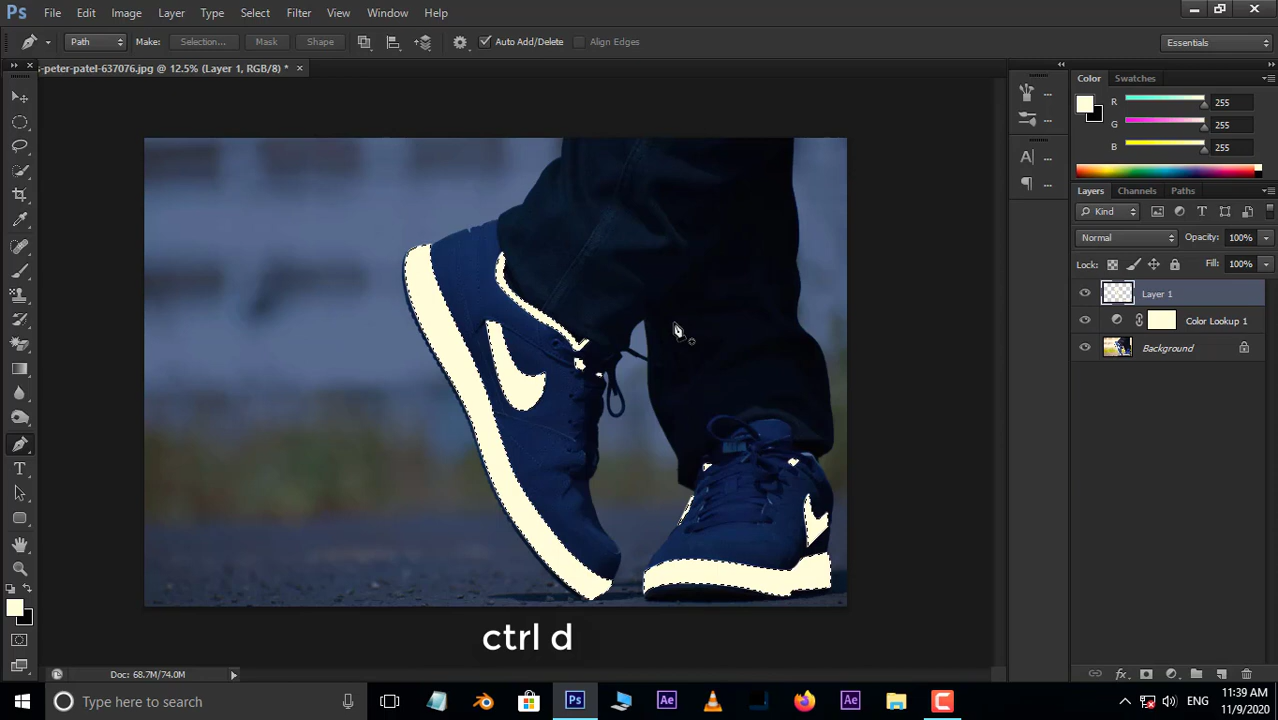 Ps File Edit Image Layer Type Select Filter View Window Help
Path Make: Selection... Mask Shape Auto Add/Delete Align Edges Essentials
-peter-patel-637076.jpg @ 12.5% (Layer 1, RGB/8) *
Color Swatches
R 255
G 255
B 255
Layers Channels Paths
Kind
Normal Opacity: 100%
Lock: Fill: 100%
Layer 1
Color Lookup 1
Background
ctrl d
Doc: 68.7M/74.0M
Type here to search
ENG
11:39 AM
11/9/2020